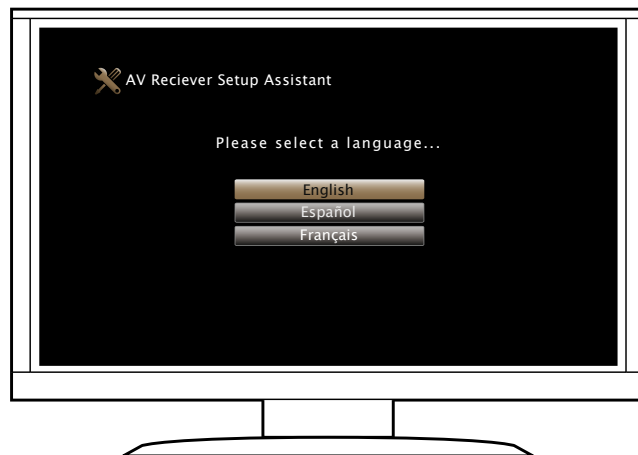 AV Reciever Setup Assistant
Please select a language...
English
Español
Français